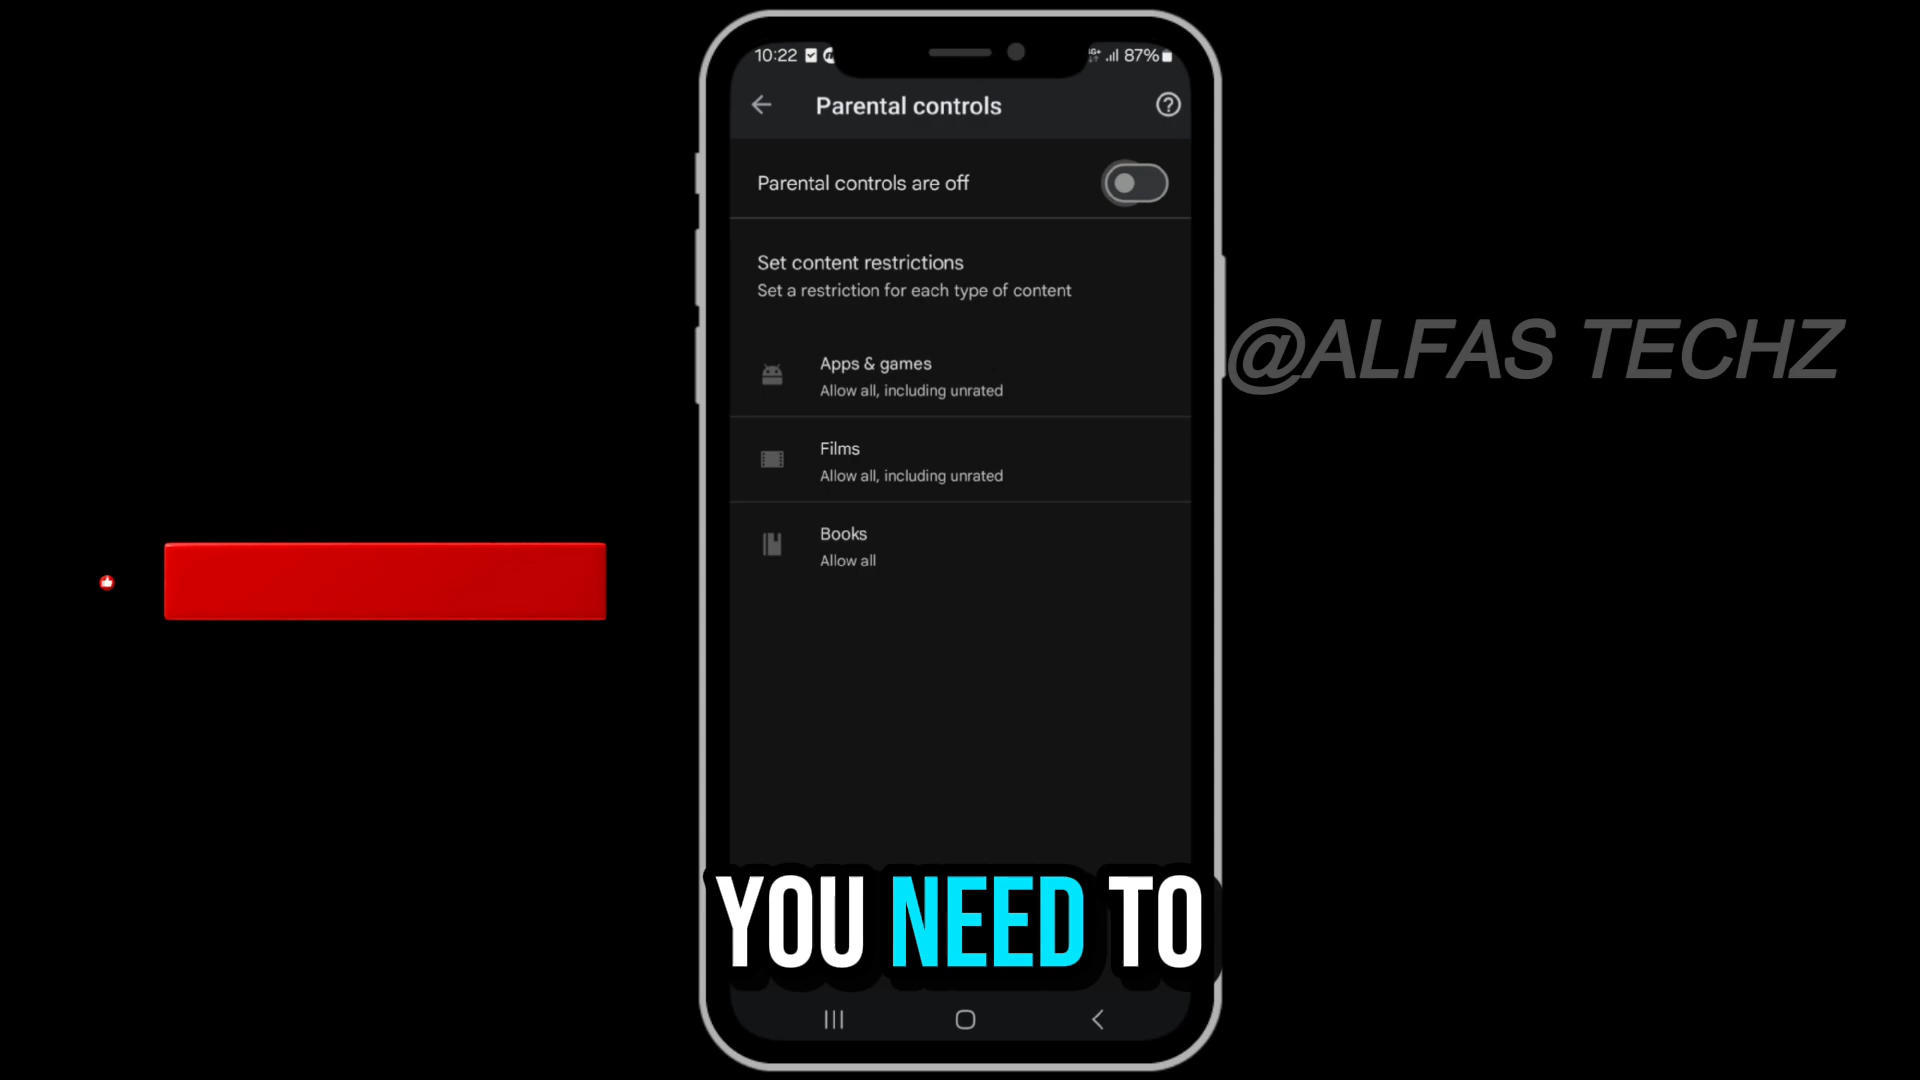 10:22
87%
Parental controls
Parental controls are off
Set content restrictions
Set a restriction for each type of content
Apps & games
Allow all, including unrated
Films
Allow all, including unrated
Books
Allow all
@ALFAS TECHZ
YOU NEED TO